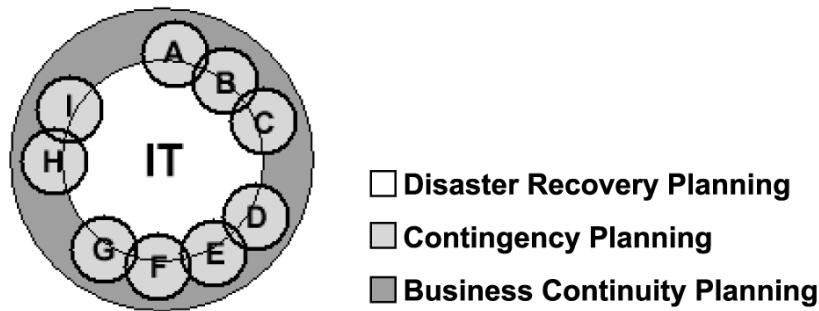 A
B
C
I
IT
H
D
G
F
E
Disaster Recovery Planning
Contingency Planning
Business Continuity Planning